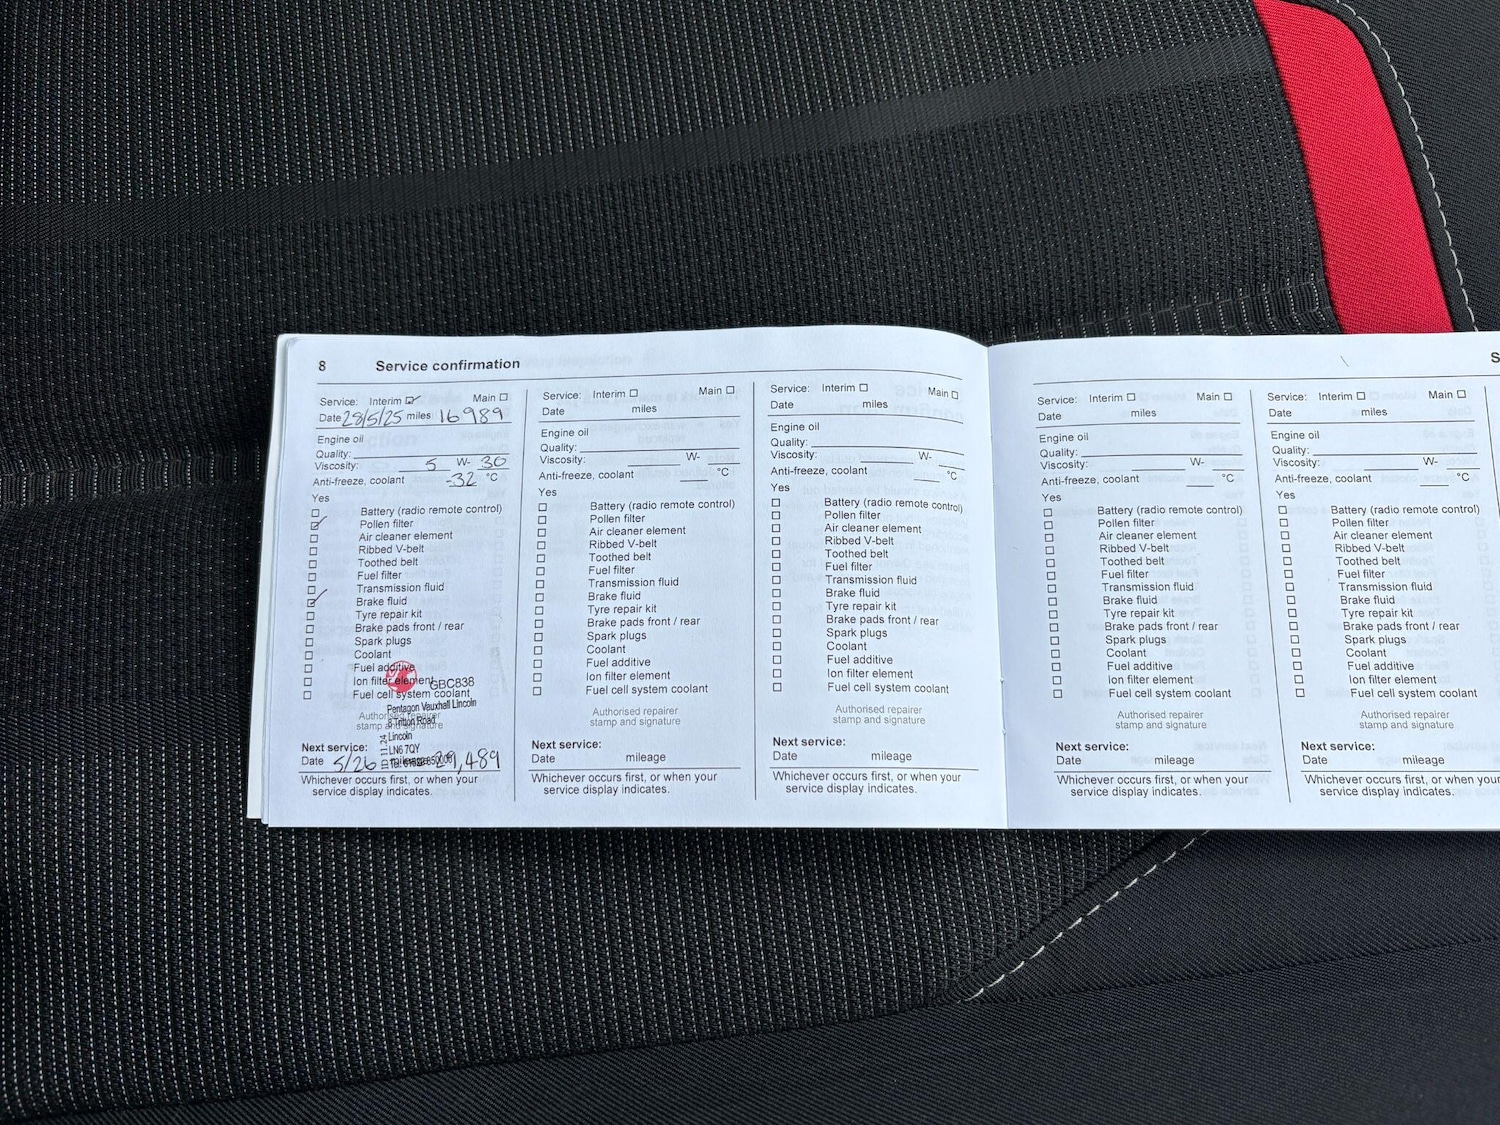 8 Service confirmation
Service: Interim Main
Date 28/5/25 miles 16989
Engine oil
Quality:
Viscosity: 5 W- 30
Anti-freeze, coolant -32 °C
Yes
Battery (radio remote control)
Pollen filter
Air cleaner element
Ribbed V-belt
Toothed belt
Fuel filter
Transmission fluid
Brake fluid
Tyre repair kit
Brake pads front / rear
Spark plugs
Coolant
Fuel additive
Ion filter element
Fuel cell system coolant
GBC838
Pentagon Vauxhall Lincoln
Authorised repairer
Tritton Road
stamp and signature
Lincoln
LN6 7QY
Next service:
Date 5/26 mileage 29,489
Whichever occurs first, or when your
service display indicates.
Service: Interim Main
Date miles
Engine oil
Quality:
Viscosity: W-
Anti-freeze, coolant °C
Yes
Battery (radio remote control)
Pollen filter
Air cleaner element
Ribbed V-belt
Toothed belt
Fuel filter
Transmission fluid
Brake fluid
Tyre repair kit
Brake pads front / rear
Spark plugs
Coolant
Fuel additive
Ion filter element
Fuel cell system coolant
Authorised repairer
stamp and signature
Next service:
Date mileage
Whichever occurs first, or when your
service display indicates.
Service: Interim Main
Date miles
Engine oil
Quality:
Viscosity: W-
Anti-freeze, coolant °C
Yes
Battery (radio remote control)
Pollen filter
Air cleaner element
Ribbed V-belt
Toothed belt
Fuel filter
Transmission fluid
Brake fluid
Tyre repair kit
Brake pads front / rear
Spark plugs
Coolant
Fuel additive
Ion filter element
Fuel cell system coolant
Authorised repairer
stamp and signature
Next service:
Date mileage
Whichever occurs first, or when your
service display indicates.
S
Service: Interim Main
Date miles
Engine oil
Quality:
Viscosity: W-
Anti-freeze, coolant °C
Yes
Battery (radio remote control)
Pollen filter
Air cleaner element
Ribbed V-belt
Toothed belt
Fuel filter
Transmission fluid
Brake fluid
Tyre repair kit
Brake pads front / rear
Spark plugs
Coolant
Fuel additive
Ion filter element
Fuel cell system coolant
Authorised repairer
stamp and signature
Next service:
Date mileage
Whichever occurs first, or when your
service display indicates.
Service: Interim Main
Date miles
Engine oil
Quality:
Viscosity: W-
Anti-freeze, coolant °C
Yes
Battery (radio remote control)
Pollen filter
Air cleaner element
Ribbed V-belt
Toothed belt
Fuel filter
Transmission fluid
Brake fluid
Tyre repair kit
Brake pads front / rear
Spark plugs
Coolant
Fuel additive
Ion filter element
Fuel cell system coolant
Authorised repairer
stamp and signature
Next service:
Date mileage
Whichever occurs first, or when your
service display indicates.